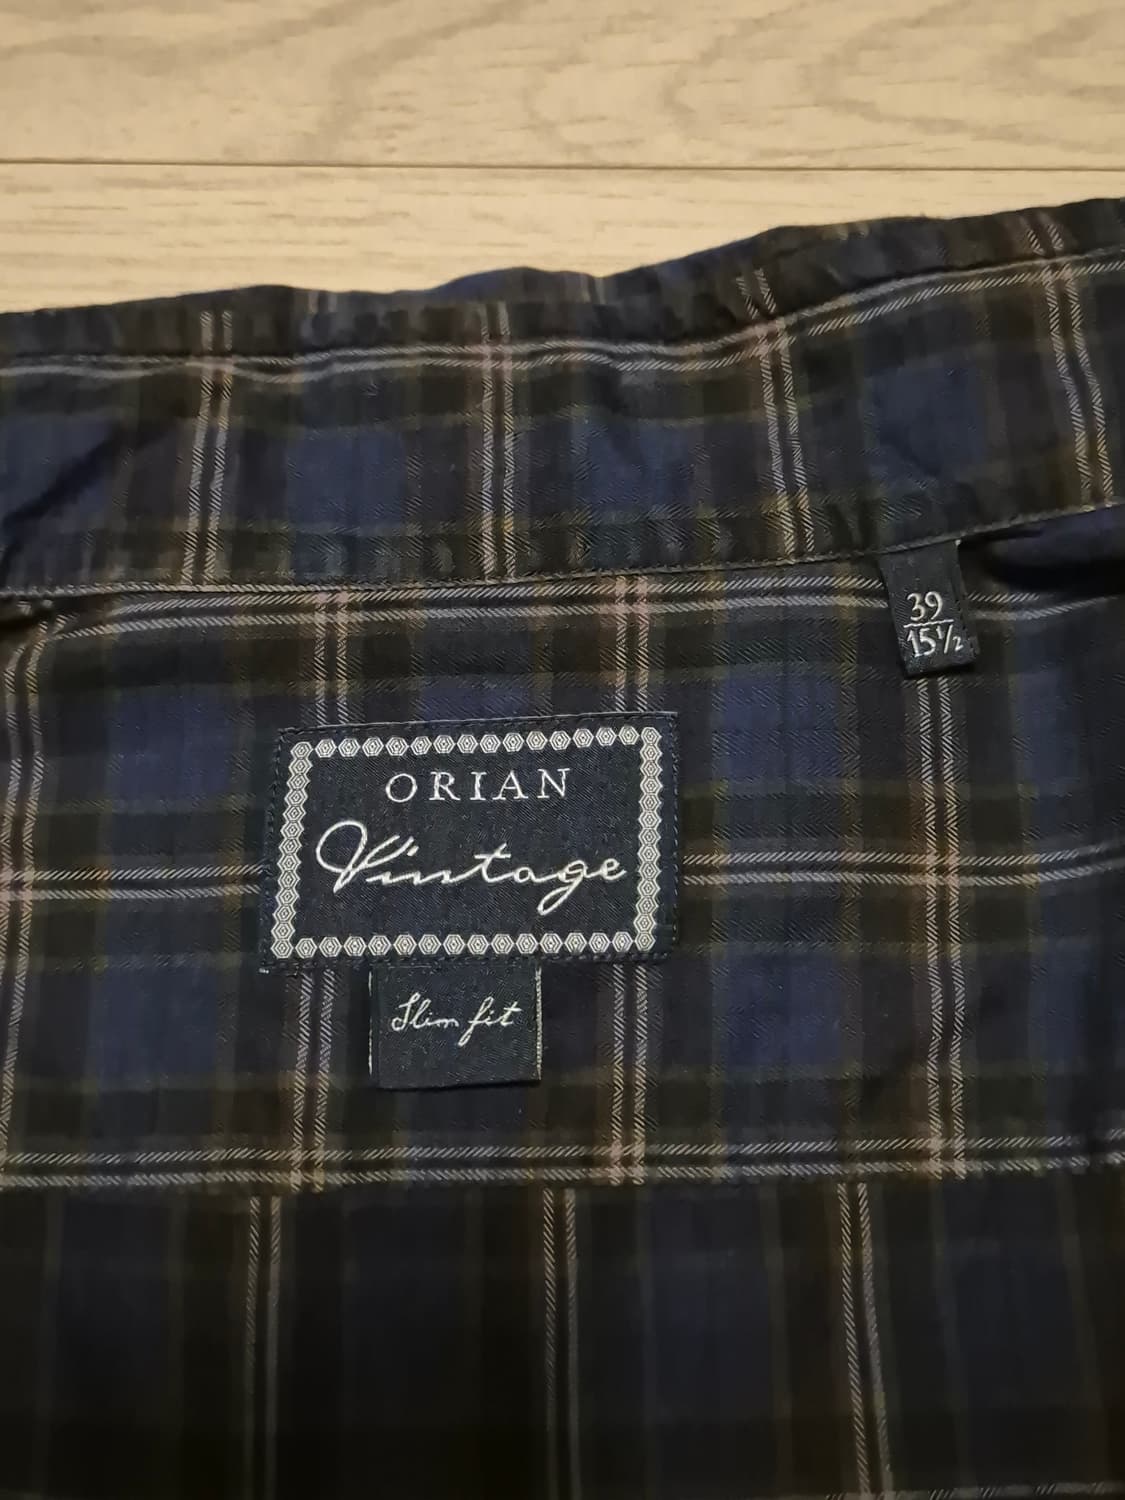 39
15½
ORIAN
Vintage
Slim fit